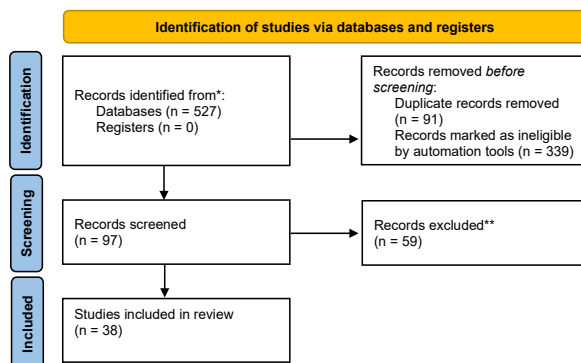 Identification of studies via databases and registers
Identification
Records identified from*:
Databases (n = 527)
Registers (n = 0)
Records removed before
screening:
Duplicate records removed
(n = 91)
Records marked as ineligible
by automation tools (n = 339)
Screening
Records screened
(n = 97)
Records excluded**
(n = 59)
Included
Studies included in review
(n = 38)